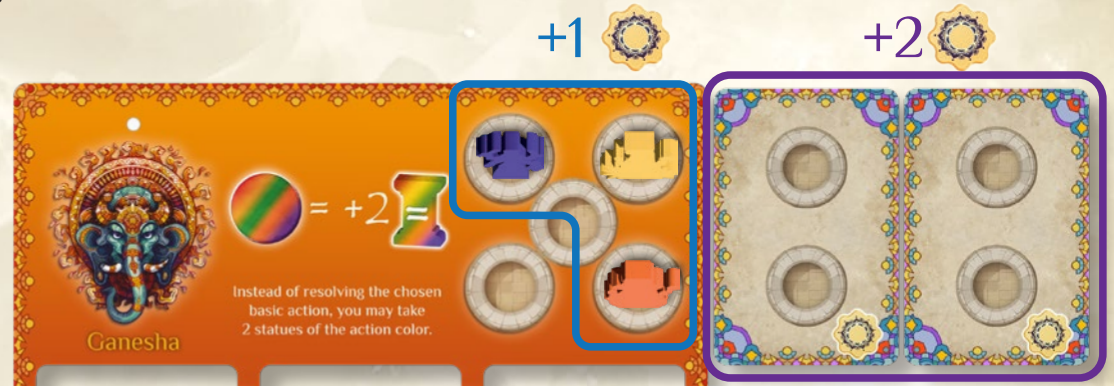 +1
+2
= +2
=
Instead of resolving the chosen
basic action, you may take
2 statues of the action color.
Ganesha